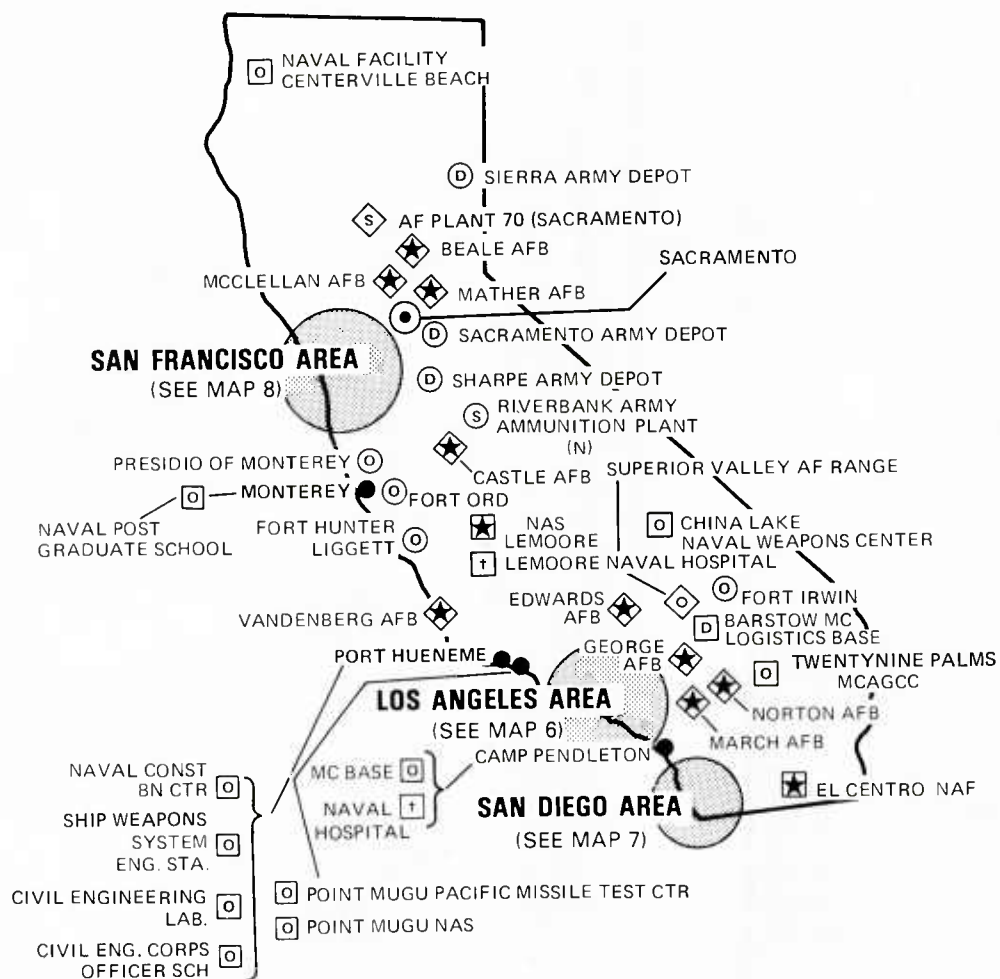 O NAVAL FACILITY
CENTERVILLE BEACH
D SIERRA ARMY DEPOT
S AF PLANT 70 (SACRAMENTO)
BEALE AFB
SACRAMENTO
MCCLELLAN AFB
MATHER AFB
D SACRAMENTO ARMY DEPOT
SAN FRANCISCO AREA
(SEE MAP 8)
D SHARPE ARMY DEPOT
S RIVERBANK ARMY
AMMUNITION PLANT
(N)
CASTLE AFB
SUPERIOR VALLEY AF RANGE
PRESIDIO OF MONTEREY O
O MONTEREY
O FORT ORD
NAVAL POST
GRADUATE SCHOOL
FORT HUNTER
LIGGETT O
NAS
LEMOORE
O CHINA LAKE
NAVAL WEAPONS CENTER
† LEMOORE NAVAL HOSPITAL
O
O FORT IRWIN
EDWARDS
AFB
VANDENBERG AFB
D BARSTOW MC
LOGISTICS BASE
GEORGE
AFB
PORT HUENEME
O TWENTYNINE PALMS
MCAGCC
LOS ANGELES AREA
(SEE MAP 6)
NORTON AFB
MARCH AFB
CAMP PENDLETON
MC BASE O
NAVAL †
HOSPITAL
EL CENTRO NAF
SAN DIEGO AREA
(SEE MAP 7)
NAVAL CONST
BN CTR O
SHIP WEAPONS
SYSTEM O
ENG. STA.
CIVIL ENGINEERING
LAB. O
CIVIL ENG. CORPS
OFFICER SCH O
O POINT MUGU PACIFIC MISSILE TEST CTR
O POINT MUGU NAS